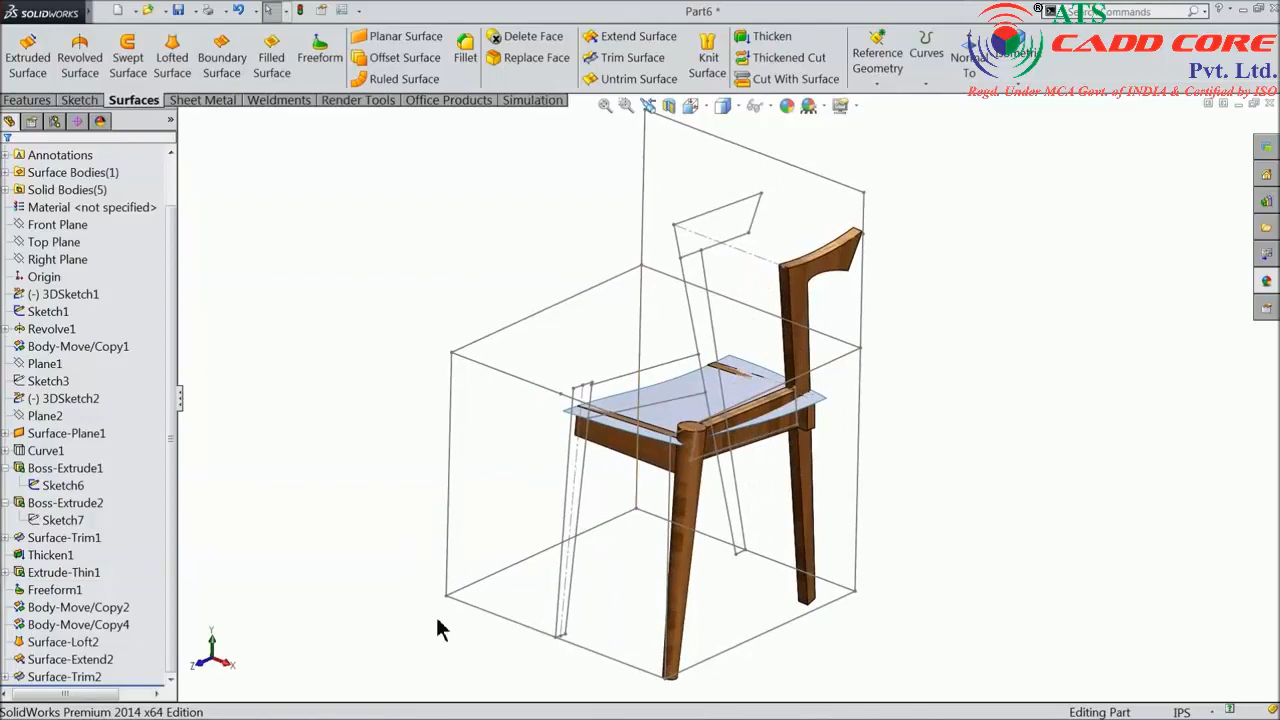 SOLIDWORKS
Part6 *
Commands
® ATS
CADD CORE
Pvt. Ltd.
Regd. Under MCA Govt. of INDIA & Certified by ISO
Extruded Surface
Revolved Surface
Swept Surface
Lofted Surface
Boundary Surface
Filled Surface
Freeform
Planar Surface
Offset Surface
Ruled Surface
Fillet
Delete Face
Replace Face
Extend Surface
Trim Surface
Untrim Surface
Knit Surface
Thicken
Thickened Cut
Cut With Surface
Reference Geometry
Curves
Normal To
Isometric
Features
Sketch
Surfaces
Sheet Metal
Weldments
Render Tools
Office Products
Simulation
Annotations
Surface Bodies(1)
Solid Bodies(5)
Material <not specified>
Front Plane
Top Plane
Right Plane
Origin
(-) 3DSketch1
Sketch1
Revolve1
Body-Move/Copy1
Plane1
Sketch3
(-) 3DSketch2
Plane2
Surface-Plane1
Curve1
Boss-Extrude1
Sketch6
Boss-Extrude2
Sketch7
Surface-Trim1
Thicken1
Extrude-Thin1
Freeform1
Body-Move/Copy2
Body-Move/Copy4
Surface-Loft2
Surface-Extend2
Surface-Trim2
Y
Z
X
SolidWorks Premium 2014 x64 Edition
Editing Part
IPS